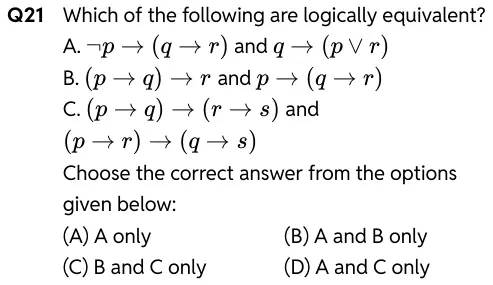 Q21 Which of the following are logically equivalent?
A. ¬p → (q → r) and q → (p ∨ r)
B. (p → q) → r and p → (q → r)
C. (p → q) → (r → s) and
(p → r) → (q → s)
Choose the correct answer from the options
given below:
(A) A only (B) A and B only
(C) B and C only (D) A and C only